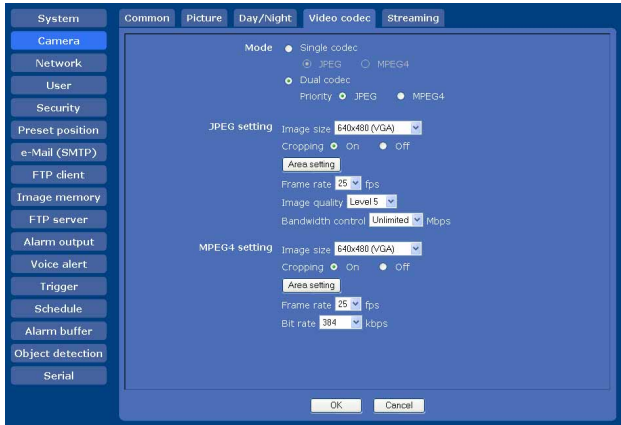 System
Camera
Network
User
Security
Preset position
e-Mail (SMTP)
FTP client
Image memory
FTP server
Alarm output
Voice alert
Trigger
Schedule
Alarm buffer
Object detection
Serial
Common Picture Day/Night Video codec Streaming
Mode Single codec
JPEG MPEG4
Dual codec
Priority JPEG MPEG4
JPEG setting Image size 640x480 (VGA)
Cropping On Off
Area setting
Frame rate 25 fps
Image quality Level 5
Bandwidth control Unlimited Mbps
MPEG4 setting Image size 640x480 (VGA)
Cropping On Off
Area setting
Frame rate 25 fps
Bit rate 384 kbps
OK Cancel